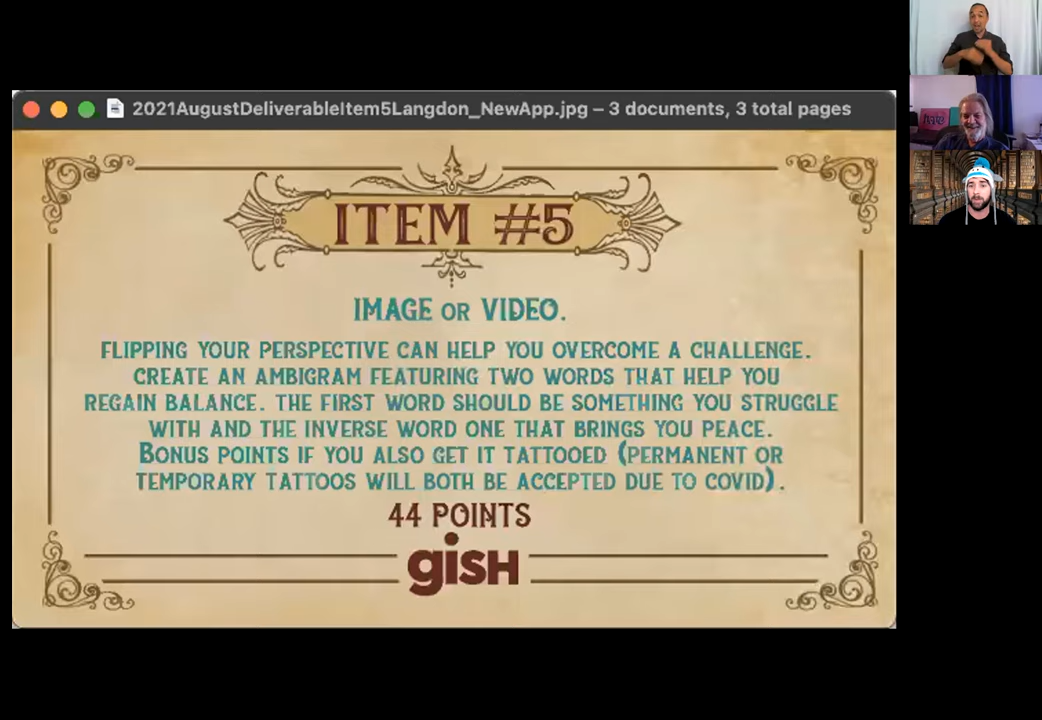 2021AugustDeliverableItem5Langdon_NewApp.jpg – 3 documents, 3 total pages
ITEM #5
IMAGE OR VIDEO.
FLIPPING YOUR PERSPECTIVE CAN HELP YOU OVERCOME A CHALLENGE.
CREATE AN AMBIGRAM FEATURING TWO WORDS THAT HELP YOU
REGAIN BALANCE. THE FIRST WORD SHOULD BE SOMETHING YOU STRUGGLE
WITH AND THE INVERSE WORD ONE THAT BRINGS YOU PEACE.
BONUS POINTS IF YOU ALSO GET IT TATTOOED (PERMANENT OR
TEMPORARY TATTOOS WILL BOTH BE ACCEPTED DUE TO COVID).
44 POINTS
gisH